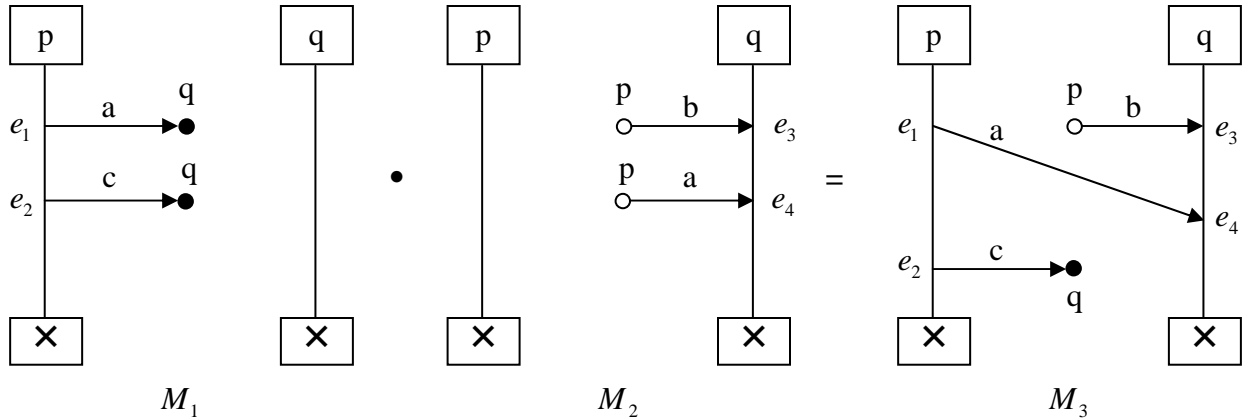 p q p q p q
q p p
a b b
e₁ e₃ e₁ a e₃
q p
c • a =
e₂ e₄ e₄
e₂ c
q
× × × × × ×
M₁ M₂ M₃